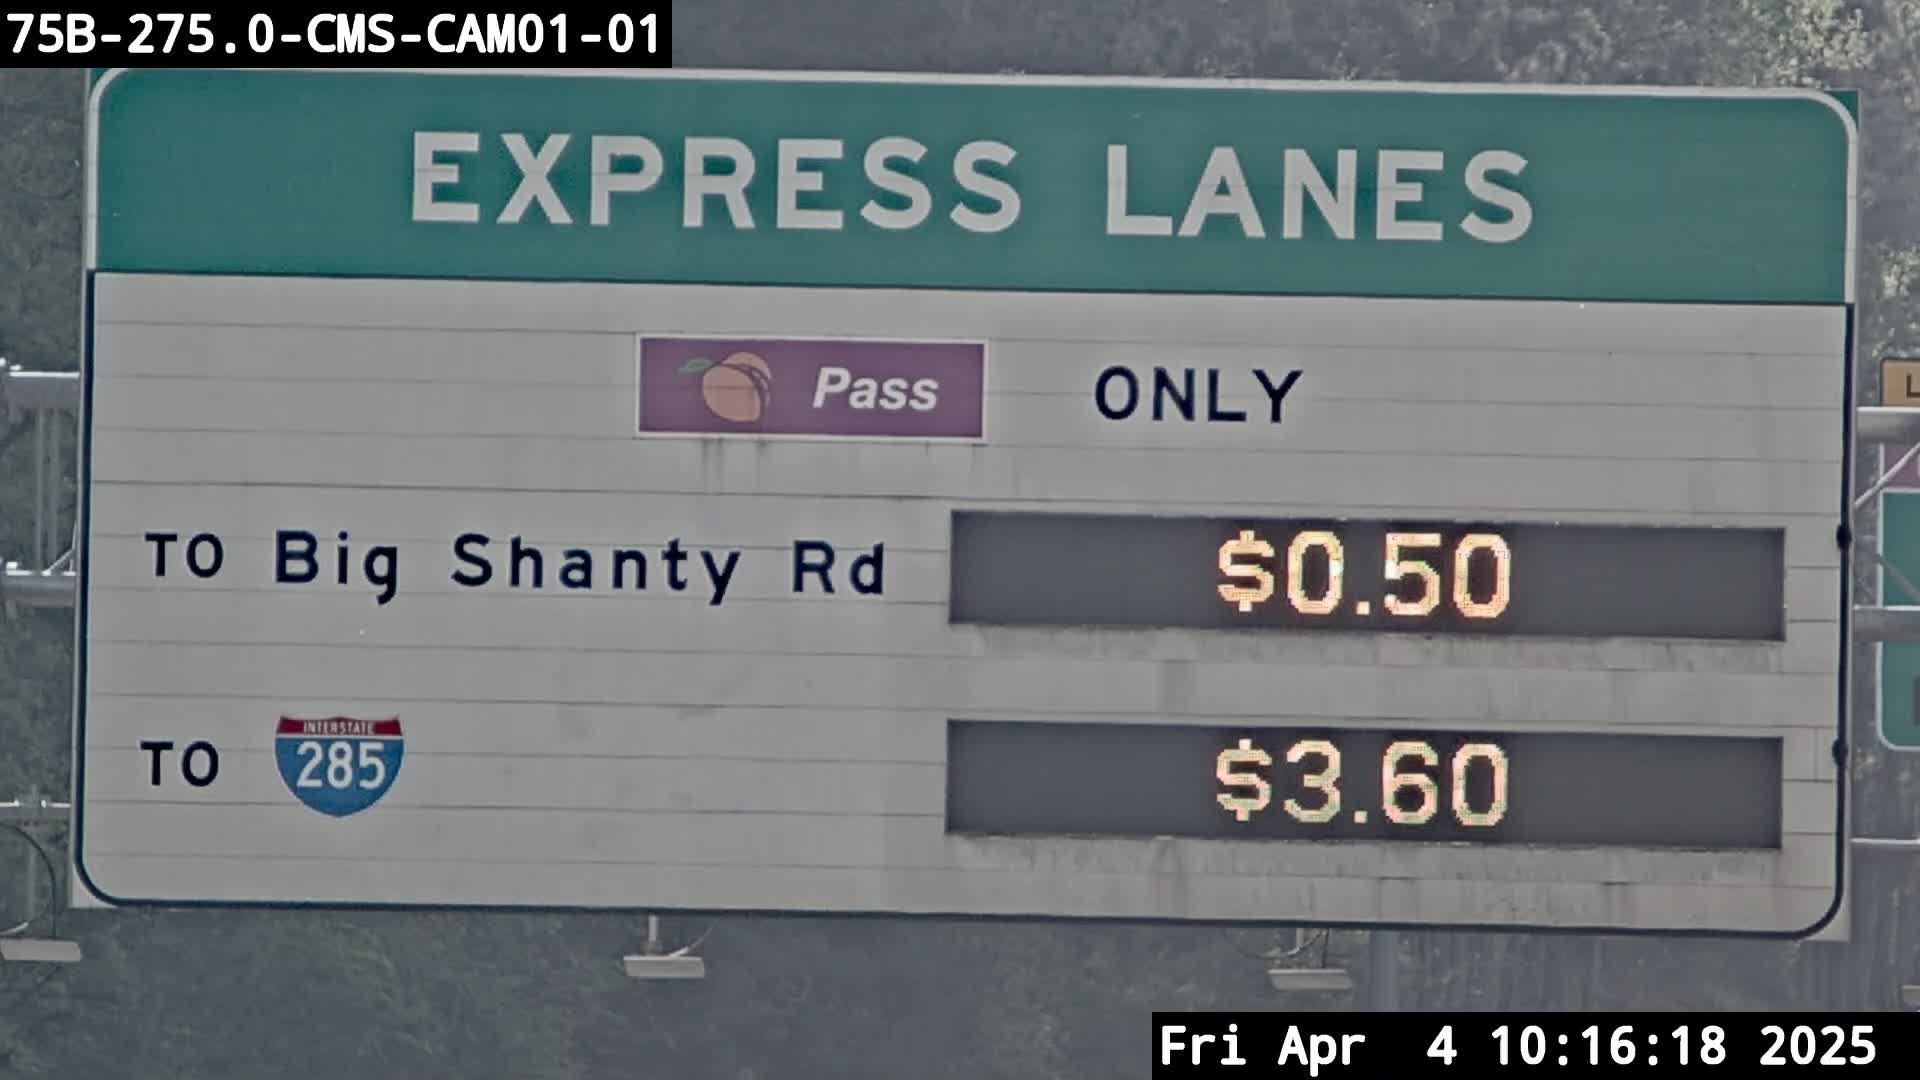 75B-275.0-CMS-CAM01-01
EXPRESS LANES
Pass ONLY
TO Big Shanty Rd $0.50
TO INTERSTATE 285 $3.60
Fri Apr 4 10:16:18 2025